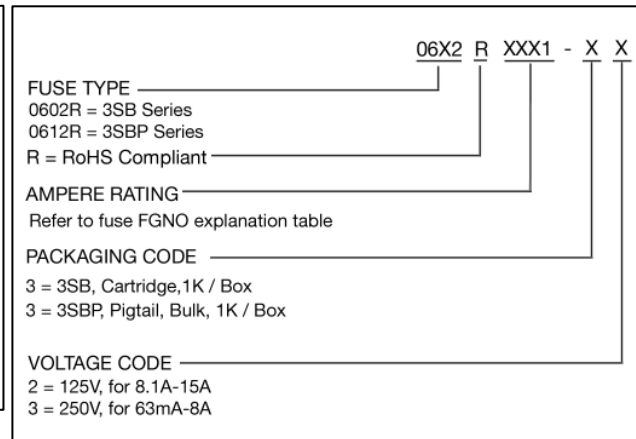 06X2 R XXX1 - X X
FUSE TYPE
0602R = 3SB Series
0612R = 3SBP Series
R = RoHS Compliant
AMPERE RATING
Refer to fuse FGNO explanation table
PACKAGING CODE
3 = 3SB, Cartridge,1K / Box
3 = 3SBP, Pigtail, Bulk, 1K / Box
VOLTAGE CODE
2 = 125V, for 8.1A-15A
3 = 250V, for 63mA-8A